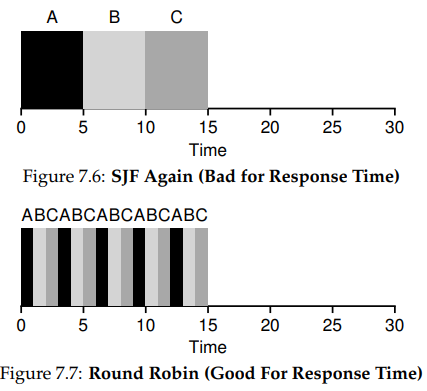 A B C
0 5 10 15 20 25 30
Time
Figure 7.6: SJF Again (Bad for Response Time)
ABCABCABCABCABC
0 5 10 15 20 25 30
Time
Figure 7.7: Round Robin (Good For Response Time)